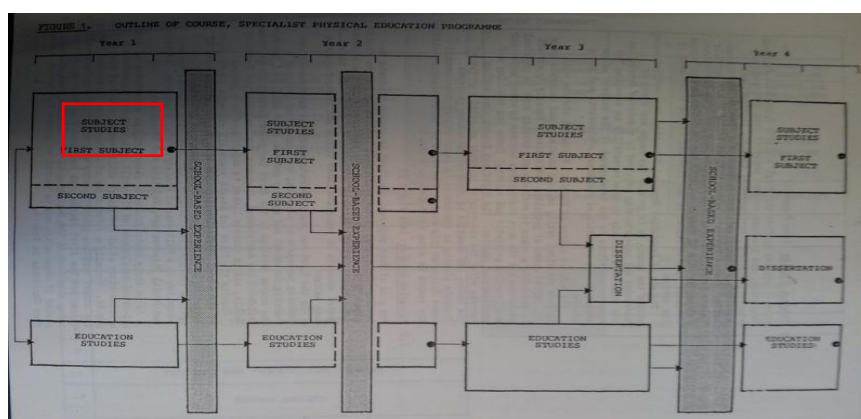 FIGURE 1. OUTLINE OF COURSE, SPECIALIST PHYSICAL EDUCATION PROGRAMME
Year 1
Year 2
Year 3
Year 4
SUBJECT
STUDIES
FIRST SUBJECT
SECOND SUBJECT
SCHOOL-BASED EXPERIENCE
EDUCATION
STUDIES
SUBJECT
STUDIES
FIRST
SUBJECT
SECOND
SUBJECT
SCHOOL-BASED EXPERIENCE
EDUCATION
STUDIES
SUBJECT
STUDIES
FIRST SUBJECT
SECOND SUBJECT
DISSERTATION
EDUCATION
STUDIES
SCHOOL-BASED EXPERIENCE
SUBJECT
STUDIES
FIRST
SUBJECT
DISSERTATION
EDUCATION
STUDIES